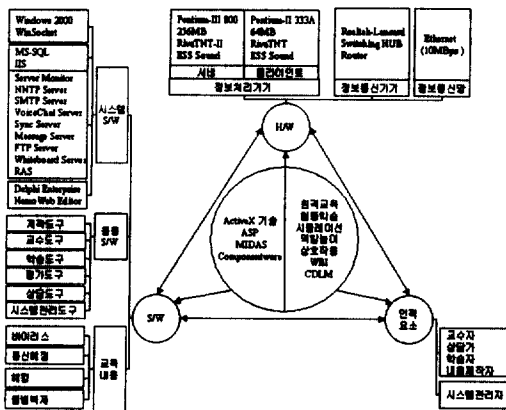 Windows 2000
WinSocket
MS-SQL
IIS
Server Monitor
NNTP Server
SMTP Server
VoiceChat Server
Sync Server
Message Server
FTP Server
Whiteboard Server
RAS
Delphi Enterprise
Namo Web Editor
시스템
S/W
계획도구
교수도구
학습도구
평가도구
상담도구
시스템관리도구
응용
S/W
바이러스
통신예절
해킹
불법복제
교육
내용
Pentium-III 800
256MB
RivaTNT-II
ESS Sound
서버
Pentium-II 333A
64MB
RivaTNT
ESS Sound
클라이언트
정보처리기기
Switching HUB
Router
정보통신기기
Ethernet
(10MBps)
정보통신망
H/W
ActiveX 기술
ASP
MIDAS
Componentware
원격교육
협동학습
시뮬레이션
역할놀이
상호작용
WBI
CDLM
S/W
인적
요소
교수자
상담가
학습자
내용제작자
시스템관리자